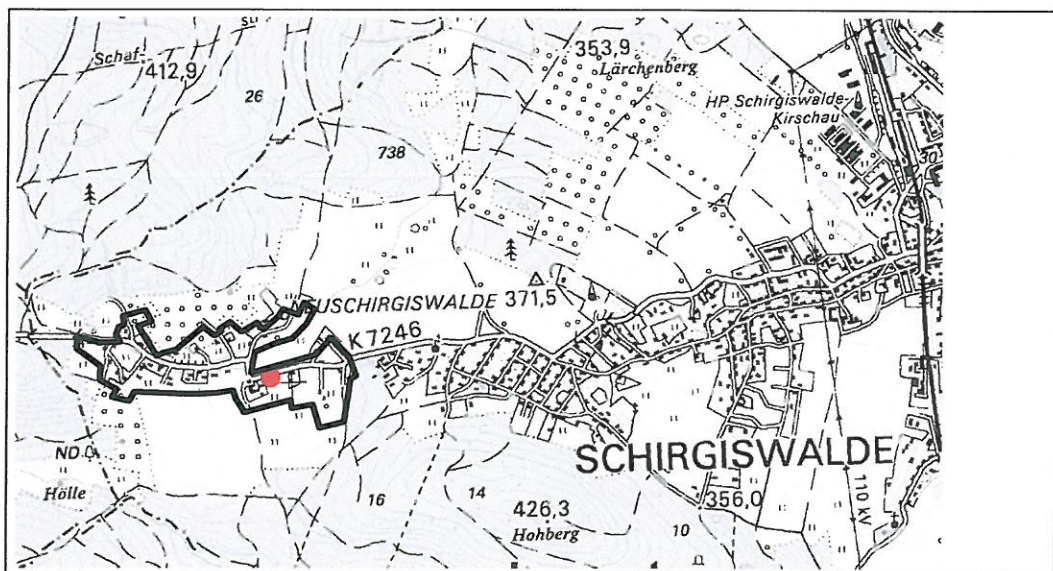 St.
Schaf
412,9
353,9
Lärchenberg
26
HP Schirgiswalde-
Kirschau
738
30
USCHIRGISWALDE 371,5
K 7246
ND
Hölle
SCHIRGISWALDE
16
14
356,0
426,3
Hohberg
10
110 kV